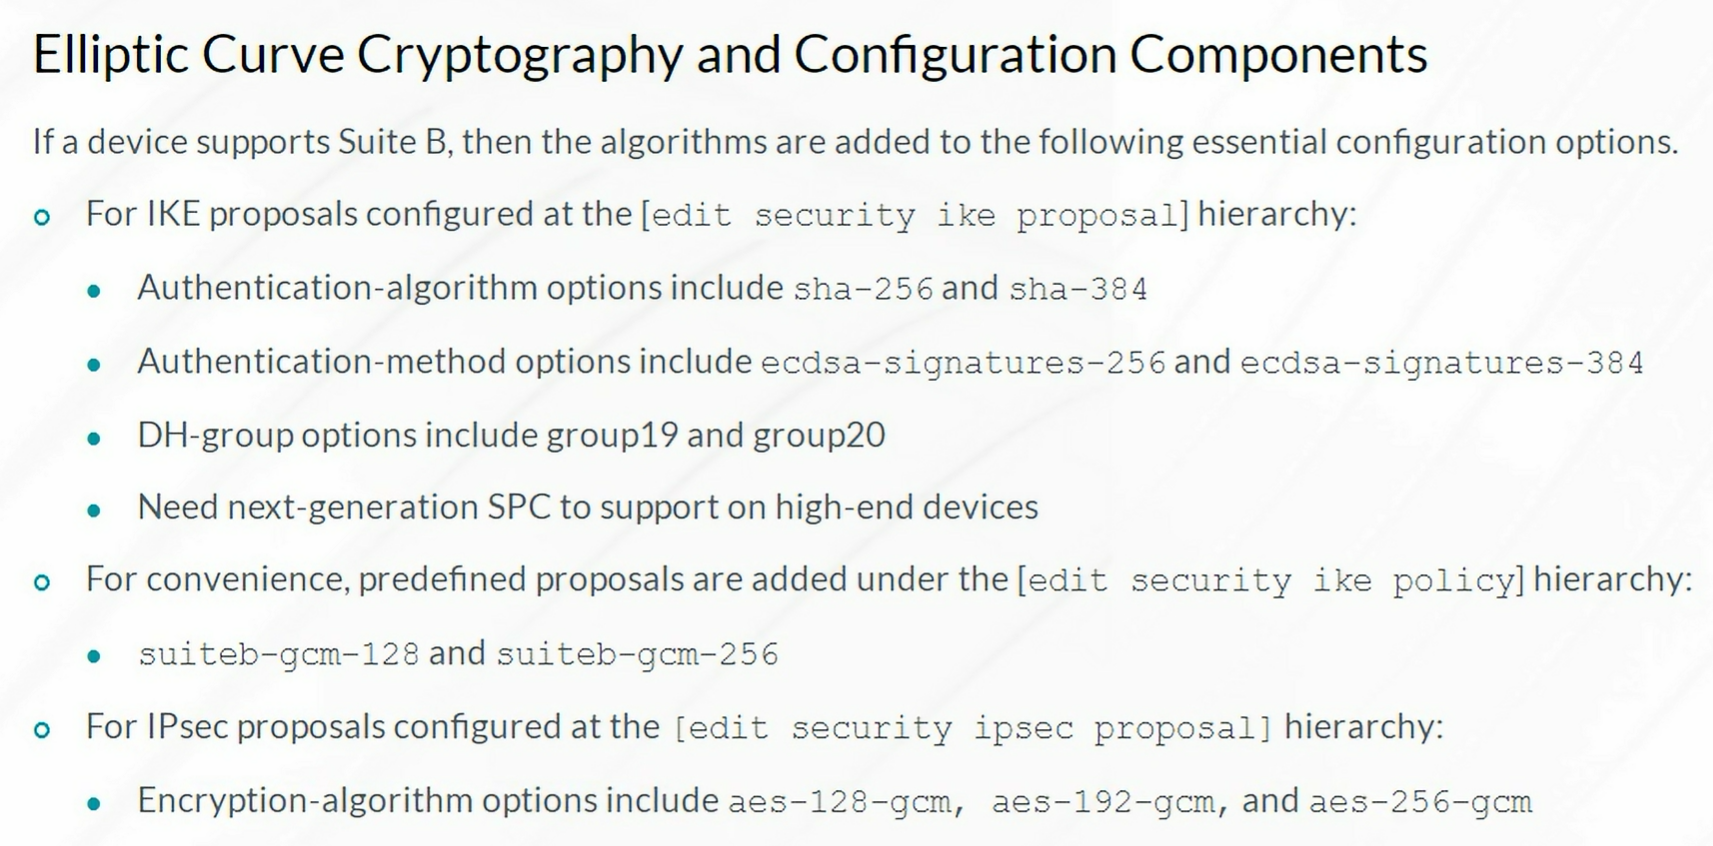 Elliptic Curve Cryptography and Configuration Components
If a device supports Suite B, then the algorithms are added to the following essential configuration options.
For IKE proposals configured at the [edit security ike proposal] hierarchy:
Authentication-algorithm options include sha-256 and sha-384
Authentication-method options include ecdsa-signatures-256 and ecdsa-signatures-384
DH-group options include group19 and group20
Need next-generation SPC to support on high-end devices
For convenience, predefined proposals are added under the [edit security ike policy] hierarchy:
suiteb-gcm-128 and suiteb-gcm-256
For IPsec proposals configured at the [edit security ipsec proposal] hierarchy:
Encryption-algorithm options include aes-128-gcm, aes-192-gcm, and aes-256-gcm